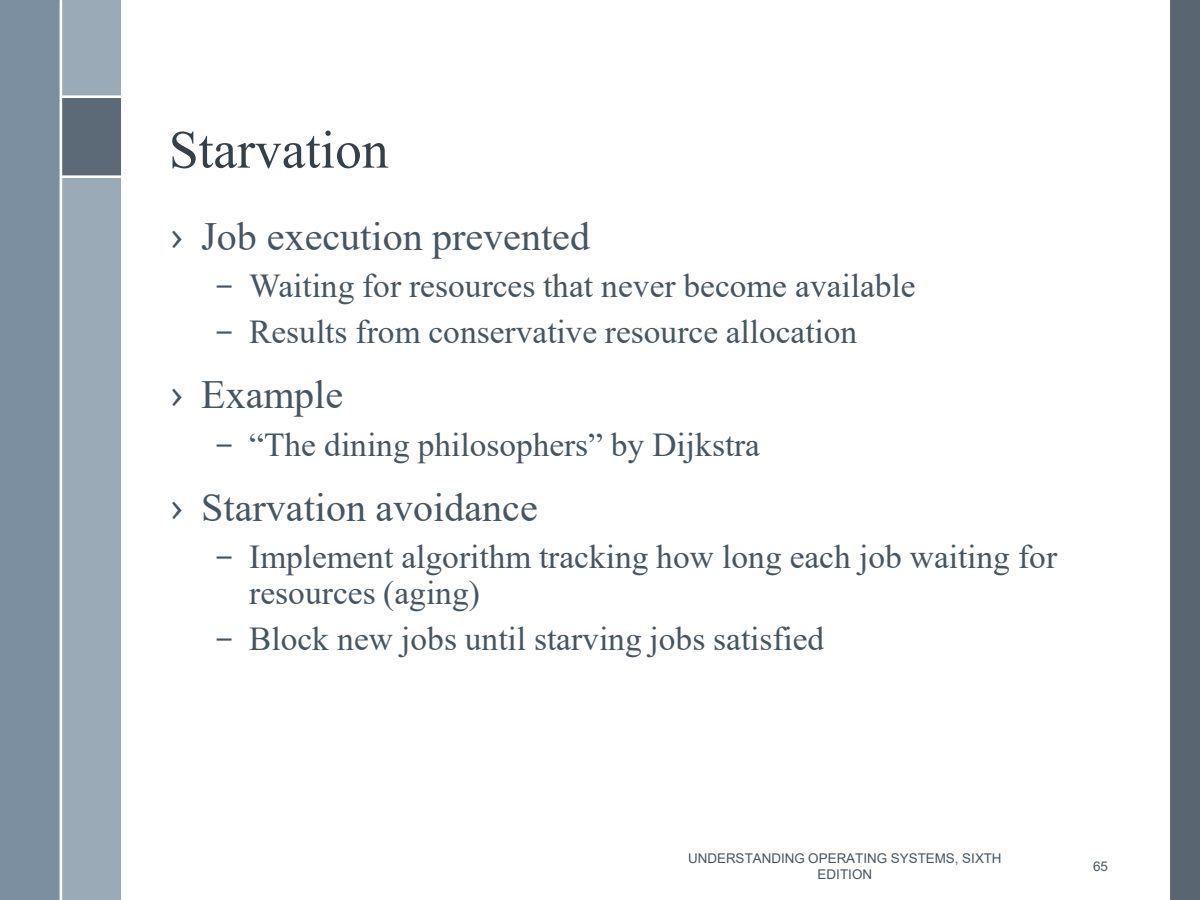 Starvation
› Job execution prevented
– Waiting for resources that never become available
– Results from conservative resource allocation
› Example
– “The dining philosophers” by Dijkstra
› Starvation avoidance
– Implement algorithm tracking how long each job waiting for
resources (aging)
– Block new jobs until starving jobs satisfied
UNDERSTANDING OPERATING SYSTEMS, SIXTH
EDITION
65